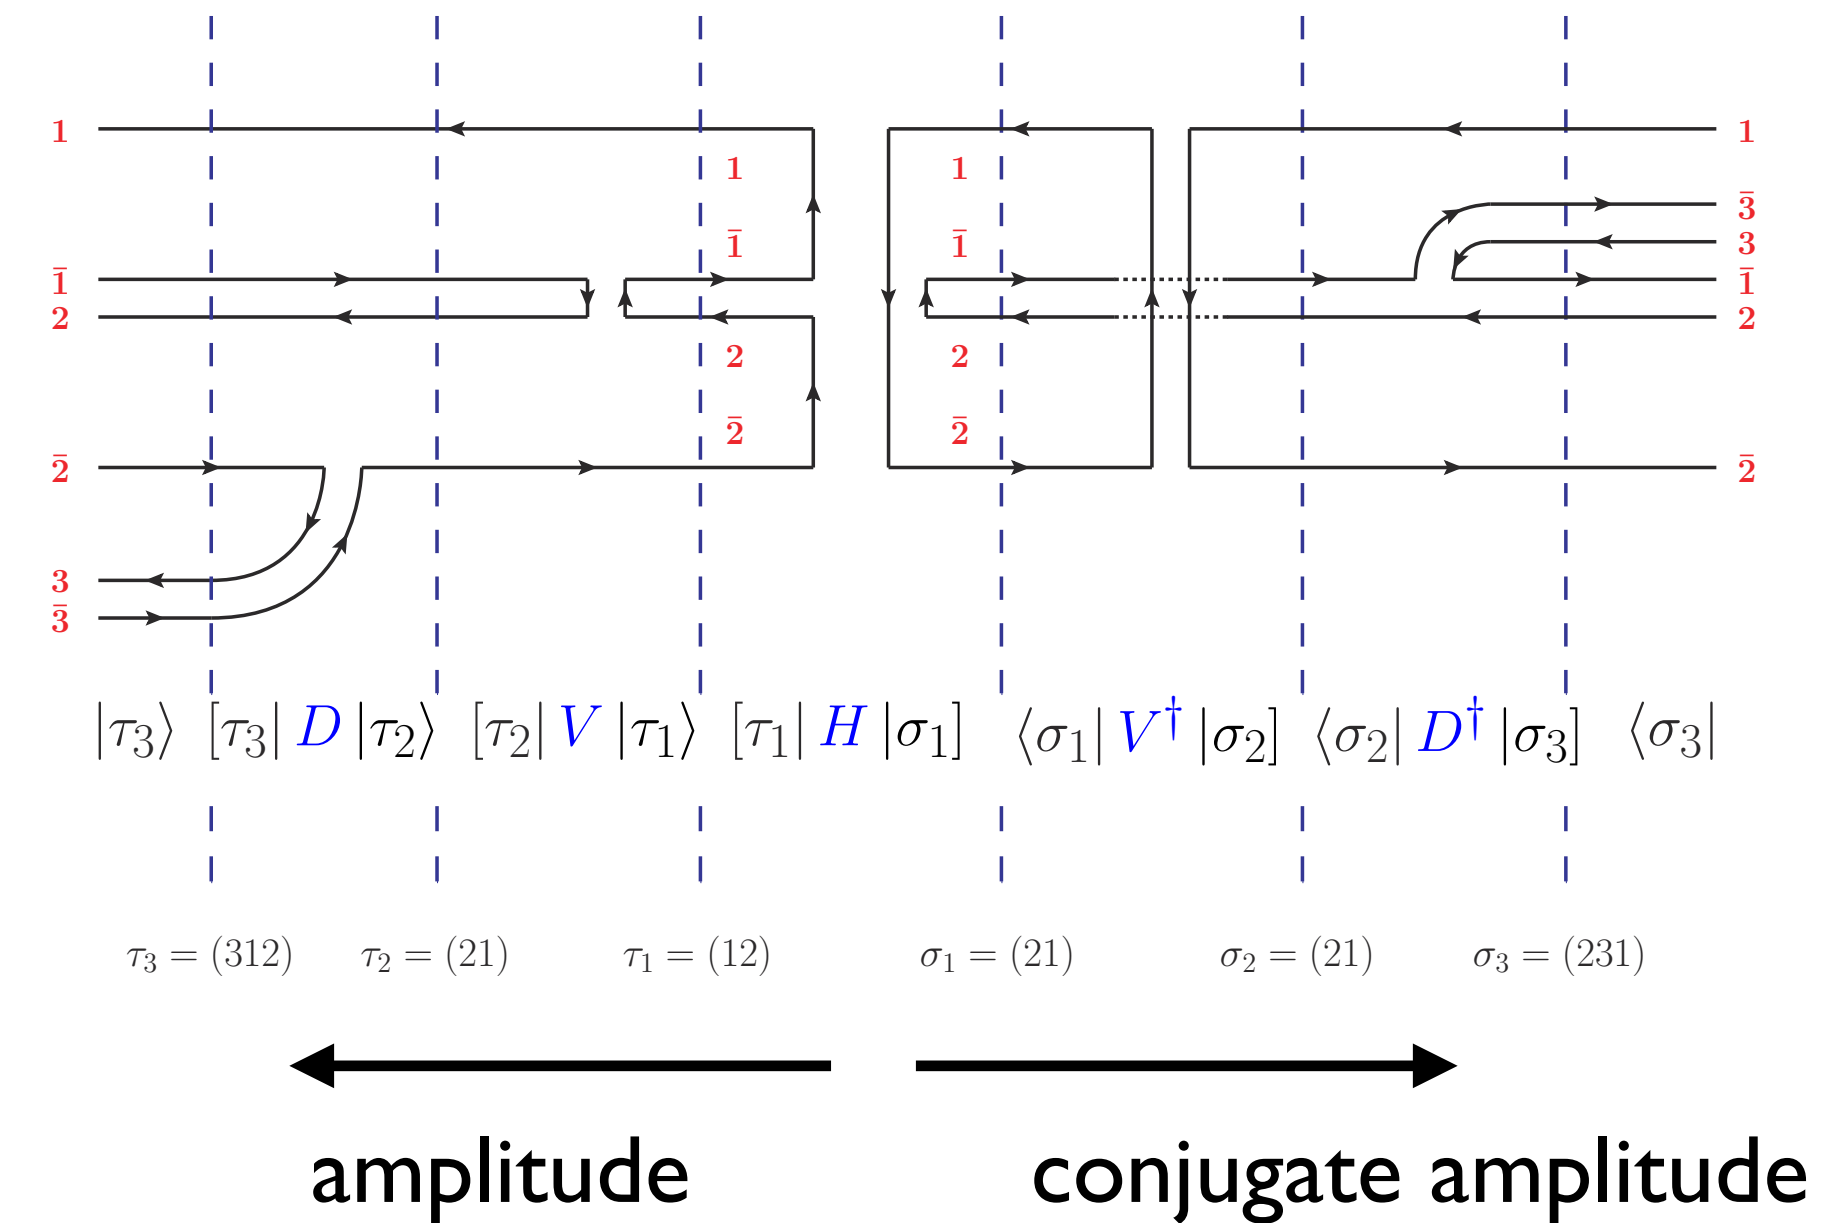 1 1
1 1
3̄
1̄ 1̄ 3
1̄ 1̄
2 2
2 2
2̄ 2̄
2̄ 2̄
3
3̄
|τ₃⟩ [τ₃| D |τ₂⟩ [τ₂| V |τ₁⟩ [τ₁| H |σ₁] ⟨σ₁| V† |σ₂] ⟨σ₂| D† |σ₃] ⟨σ₃|
τ₃ = (312) τ₂ = (21) τ₁ = (12) σ₁ = (21) σ₂ = (21) σ₃ = (231)
amplitude conjugate amplitude